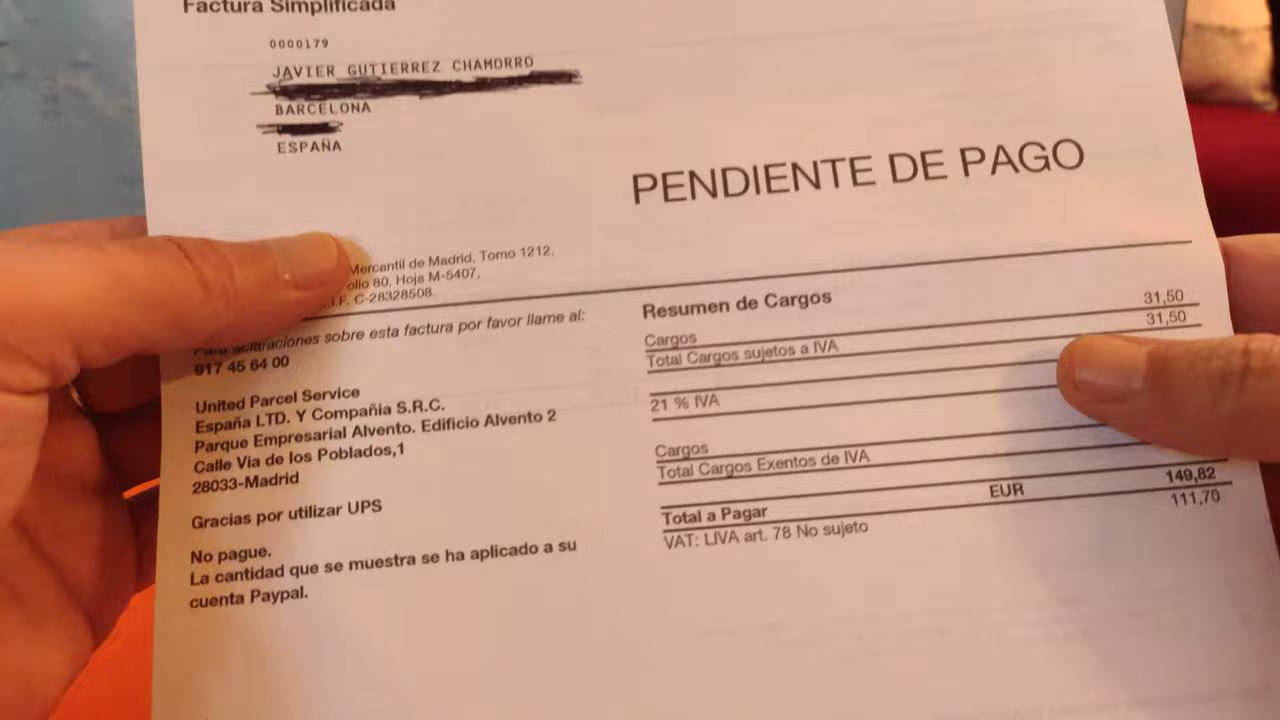 Factura Simplificada
0000179
JAVIER GUTIERREZ CHAMORRO
BARCELONA
ESPAÑA
PENDIENTE DE PAGO
Mercantil de Madrid, Tomo 1212,
olio 80, Hoja M-5407,
.I.F. C-28328508.
Para aclaraciones sobre esta factura por favor llame al:
917 45 64 00
United Parcel Service
España LTD. Y Compañia S.R.C.
Parque Empresarial Alvento. Edificio Alvento 2
Calle Via de los Poblados,1
28033-Madrid
Gracias por utilizar UPS
No pague.
La cantidad que se muestra se ha aplicado a su
cuenta Paypal.
Resumen de Cargos
Cargos 31,50
Total Cargos sujetos a IVA 31,50
21 % IVA
Cargos
Total Cargos Exentos de IVA
Total a Pagar EUR 149,82
VAT: LIVA art. 78 No sujeto 111,70